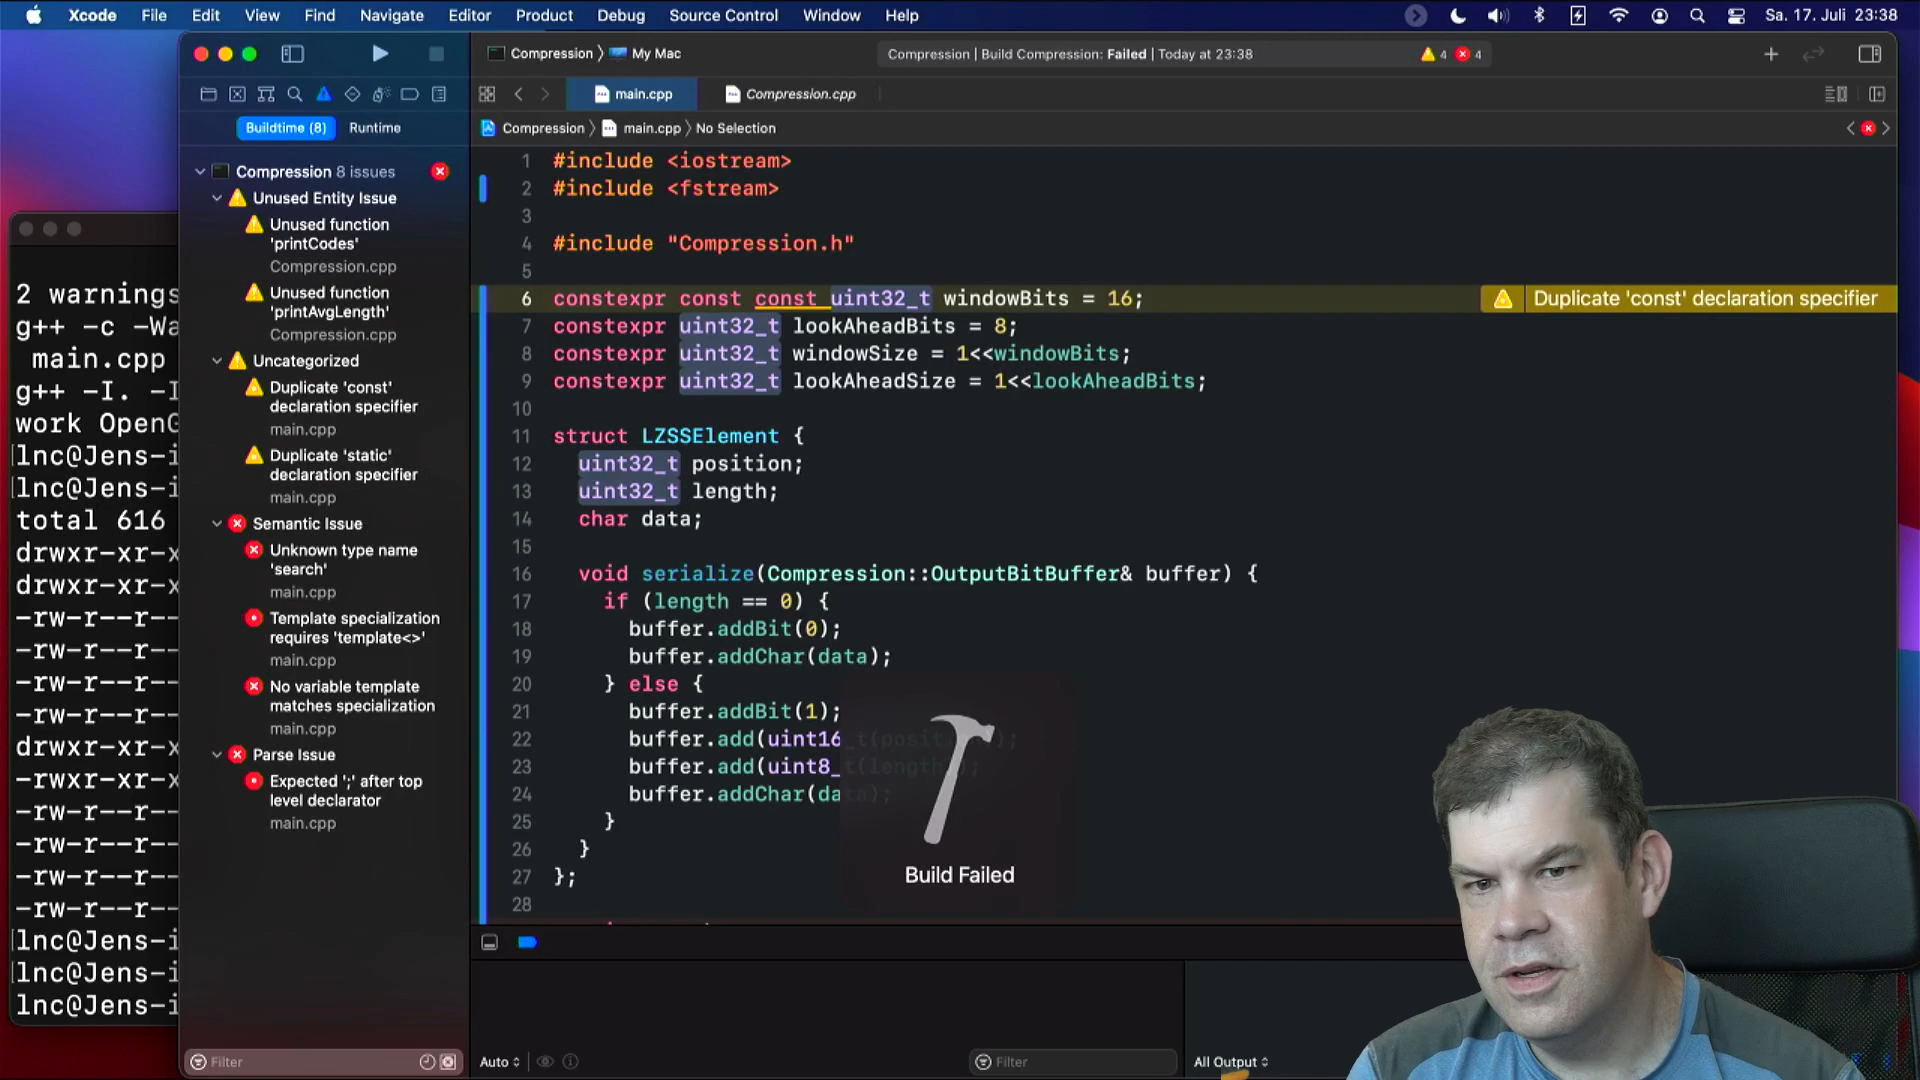 Xcode File Edit View Find Navigate Editor Product Debug Source Control Window Help Sa. 17. Juli 23:38
Compression 〉 My Mac
Compression | Build Compression: Failed | Today at 23:38 4 4
main.cpp Compression.cpp
Buildtime (8) Runtime
Compression 〉 main.cpp 〉 No Selection
Compression 8 issues
Unused Entity Issue
Unused function
'printCodes'
Compression.cpp
Unused function
'printAvgLength'
Compression.cpp
Uncategorized
Duplicate 'const'
declaration specifier
main.cpp
Duplicate 'static'
declaration specifier
main.cpp
Semantic Issue
Unknown type name
'search'
main.cpp
Template specialization
requires 'template<>'
main.cpp
No variable template
matches specialization
main.cpp
Parse Issue
Expected ';' after top
level declarator
main.cpp
Filter
1 #include <iostream>
2 #include <fstream>
3
4 #include "Compression.h"
5
6 constexpr const const uint32_t windowBits = 16; Duplicate 'const' declaration specifier
7 constexpr uint32_t lookAheadBits = 8;
8 constexpr uint32_t windowSize = 1<<windowBits;
9 constexpr uint32_t lookAheadSize = 1<<lookAheadBits;
10
11 struct LZSSElement {
12 uint32_t position;
13 uint32_t length;
14 char data;
15
16 void serialize(Compression::OutputBitBuffer& buffer) {
17 if (length == 0) {
18 buffer.addBit(0);
19 buffer.addChar(data);
20 } else {
21 buffer.addBit(1);
22 buffer.add(uint16_t(position);
23 buffer.add(uint8_t(length);
24 buffer.addChar(data);
25 }
26 }
27 };
28
Build Failed
Auto
Filter
All Output
2 warnings
g++ -c -Wa
main.cpp
g++ -I. -I
work OpenG
lnc@Jens-i
lnc@Jens-i
total 616
drwxr-xr-x
drwxr-xr-x
-rw-r--r--
-rw-r--r--
-rw-r--r--
-rw-r--r--
drwxr-xr-x
-rwxr-xr-x
-rw-r--r--
-rw-r--r--
-rw-r--r--
-rw-r--r--
lnc@Jens-i
lnc@Jens-i
lnc@Jens-i